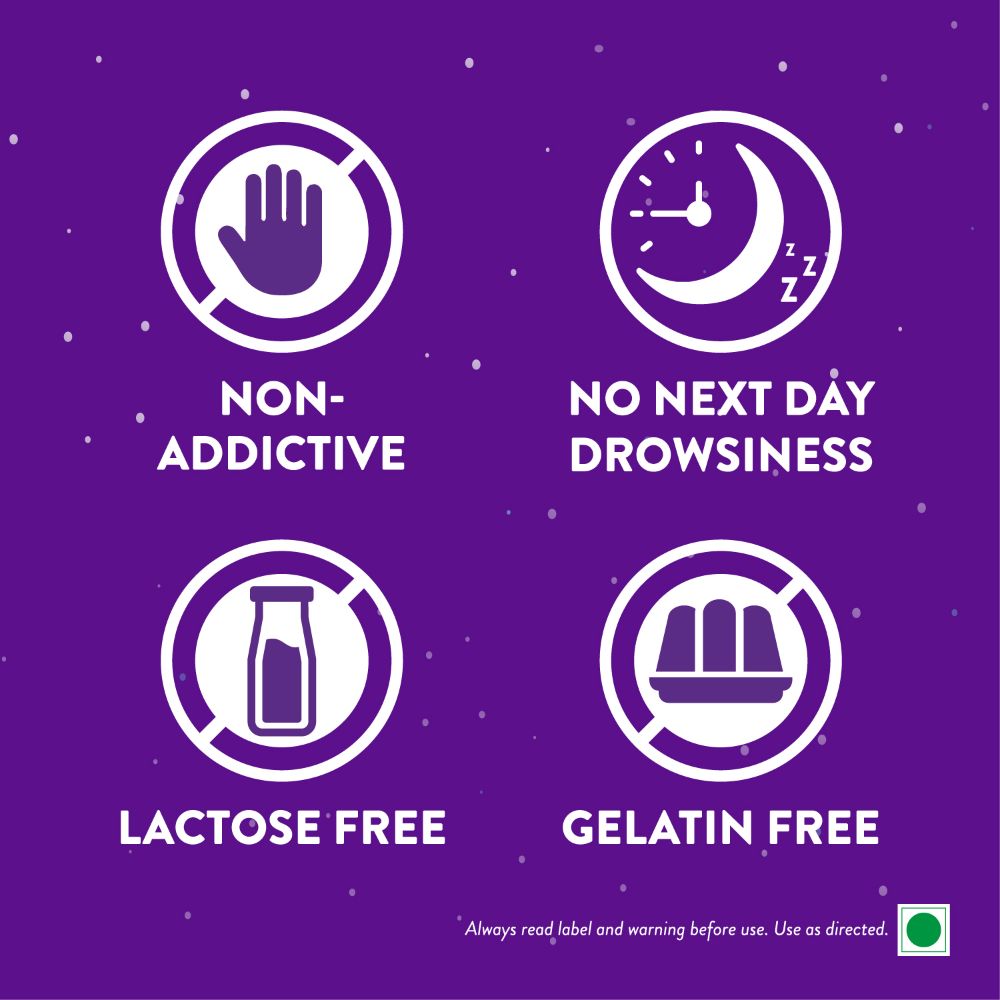 NON-
ADDICTIVE
z
z
z
NO NEXT DAY
DROWSINESS
LACTOSE FREE
GELATIN FREE
Always read label and warning before use. Use as directed.